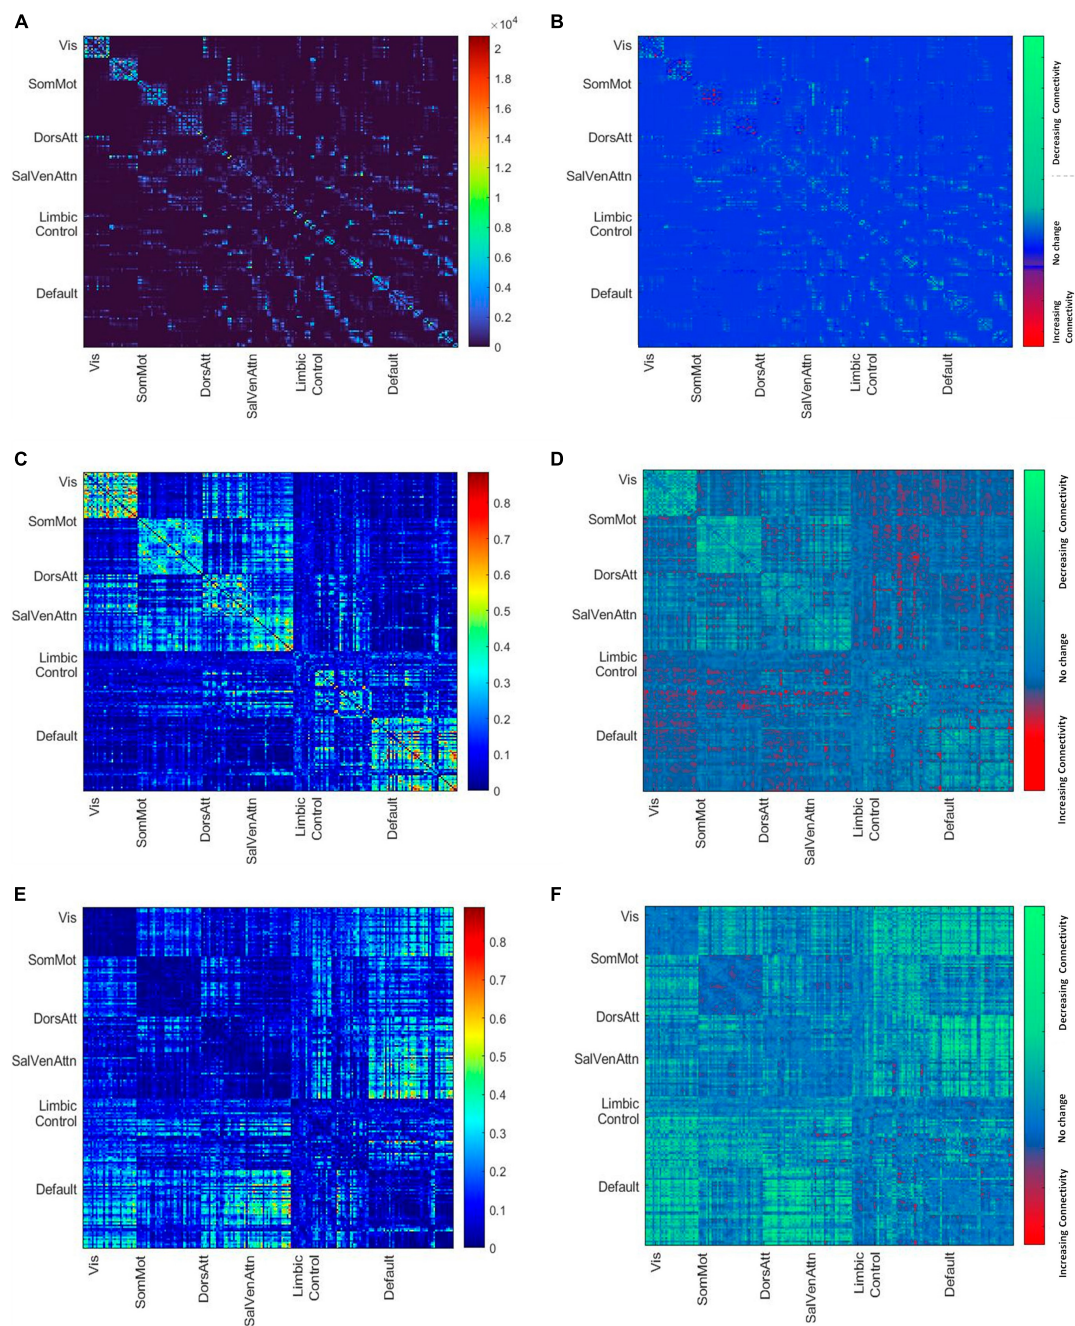 A
×10⁴
B
Vis
SomMot
DorsAtt
SalVenAttn
Limbic
Control
Default
2
1.8
1.6
1.4
1.2
1
0.8
0.6
0.4
0.2
0
Vis
SomMot
DorsAtt
SalVenAttn
Limbic
Control
Default
Vis
SomMot
DorsAtt
SalVenAttn
Limbic
Control
Default
Decreasing Connectivity
No change
Increasing
Connectivity
Vis
SomMot
DorsAtt
SalVenAttn
Limbic
Control
Default
C
D
Vis
SomMot
DorsAtt
SalVenAttn
Limbic
Control
Default
0.8
0.7
0.6
0.5
0.4
0.3
0.2
0.1
0
Vis
SomMot
DorsAtt
SalVenAttn
Limbic
Control
Default
Vis
SomMot
DorsAtt
SalVenAttn
Limbic
Control
Default
Decreasing Connectivity
No change
Increasing Connectivity
Vis
SomMot
DorsAtt
SalVenAttn
Limbic
Control
Default
E
F
Vis
SomMot
DorsAtt
SalVenAttn
Limbic
Control
Default
0.8
0.7
0.6
0.5
0.4
0.3
0.2
0.1
0
Vis
SomMot
DorsAtt
SalVenAttn
Limbic
Control
Default
Vis
SomMot
DorsAtt
SalVenAttn
Limbic
Control
Default
Decreasing Connectivity
No change
Increasing Connectivity
Vis
SomMot
DorsAtt
SalVenAttn
Limbic
Control
Default